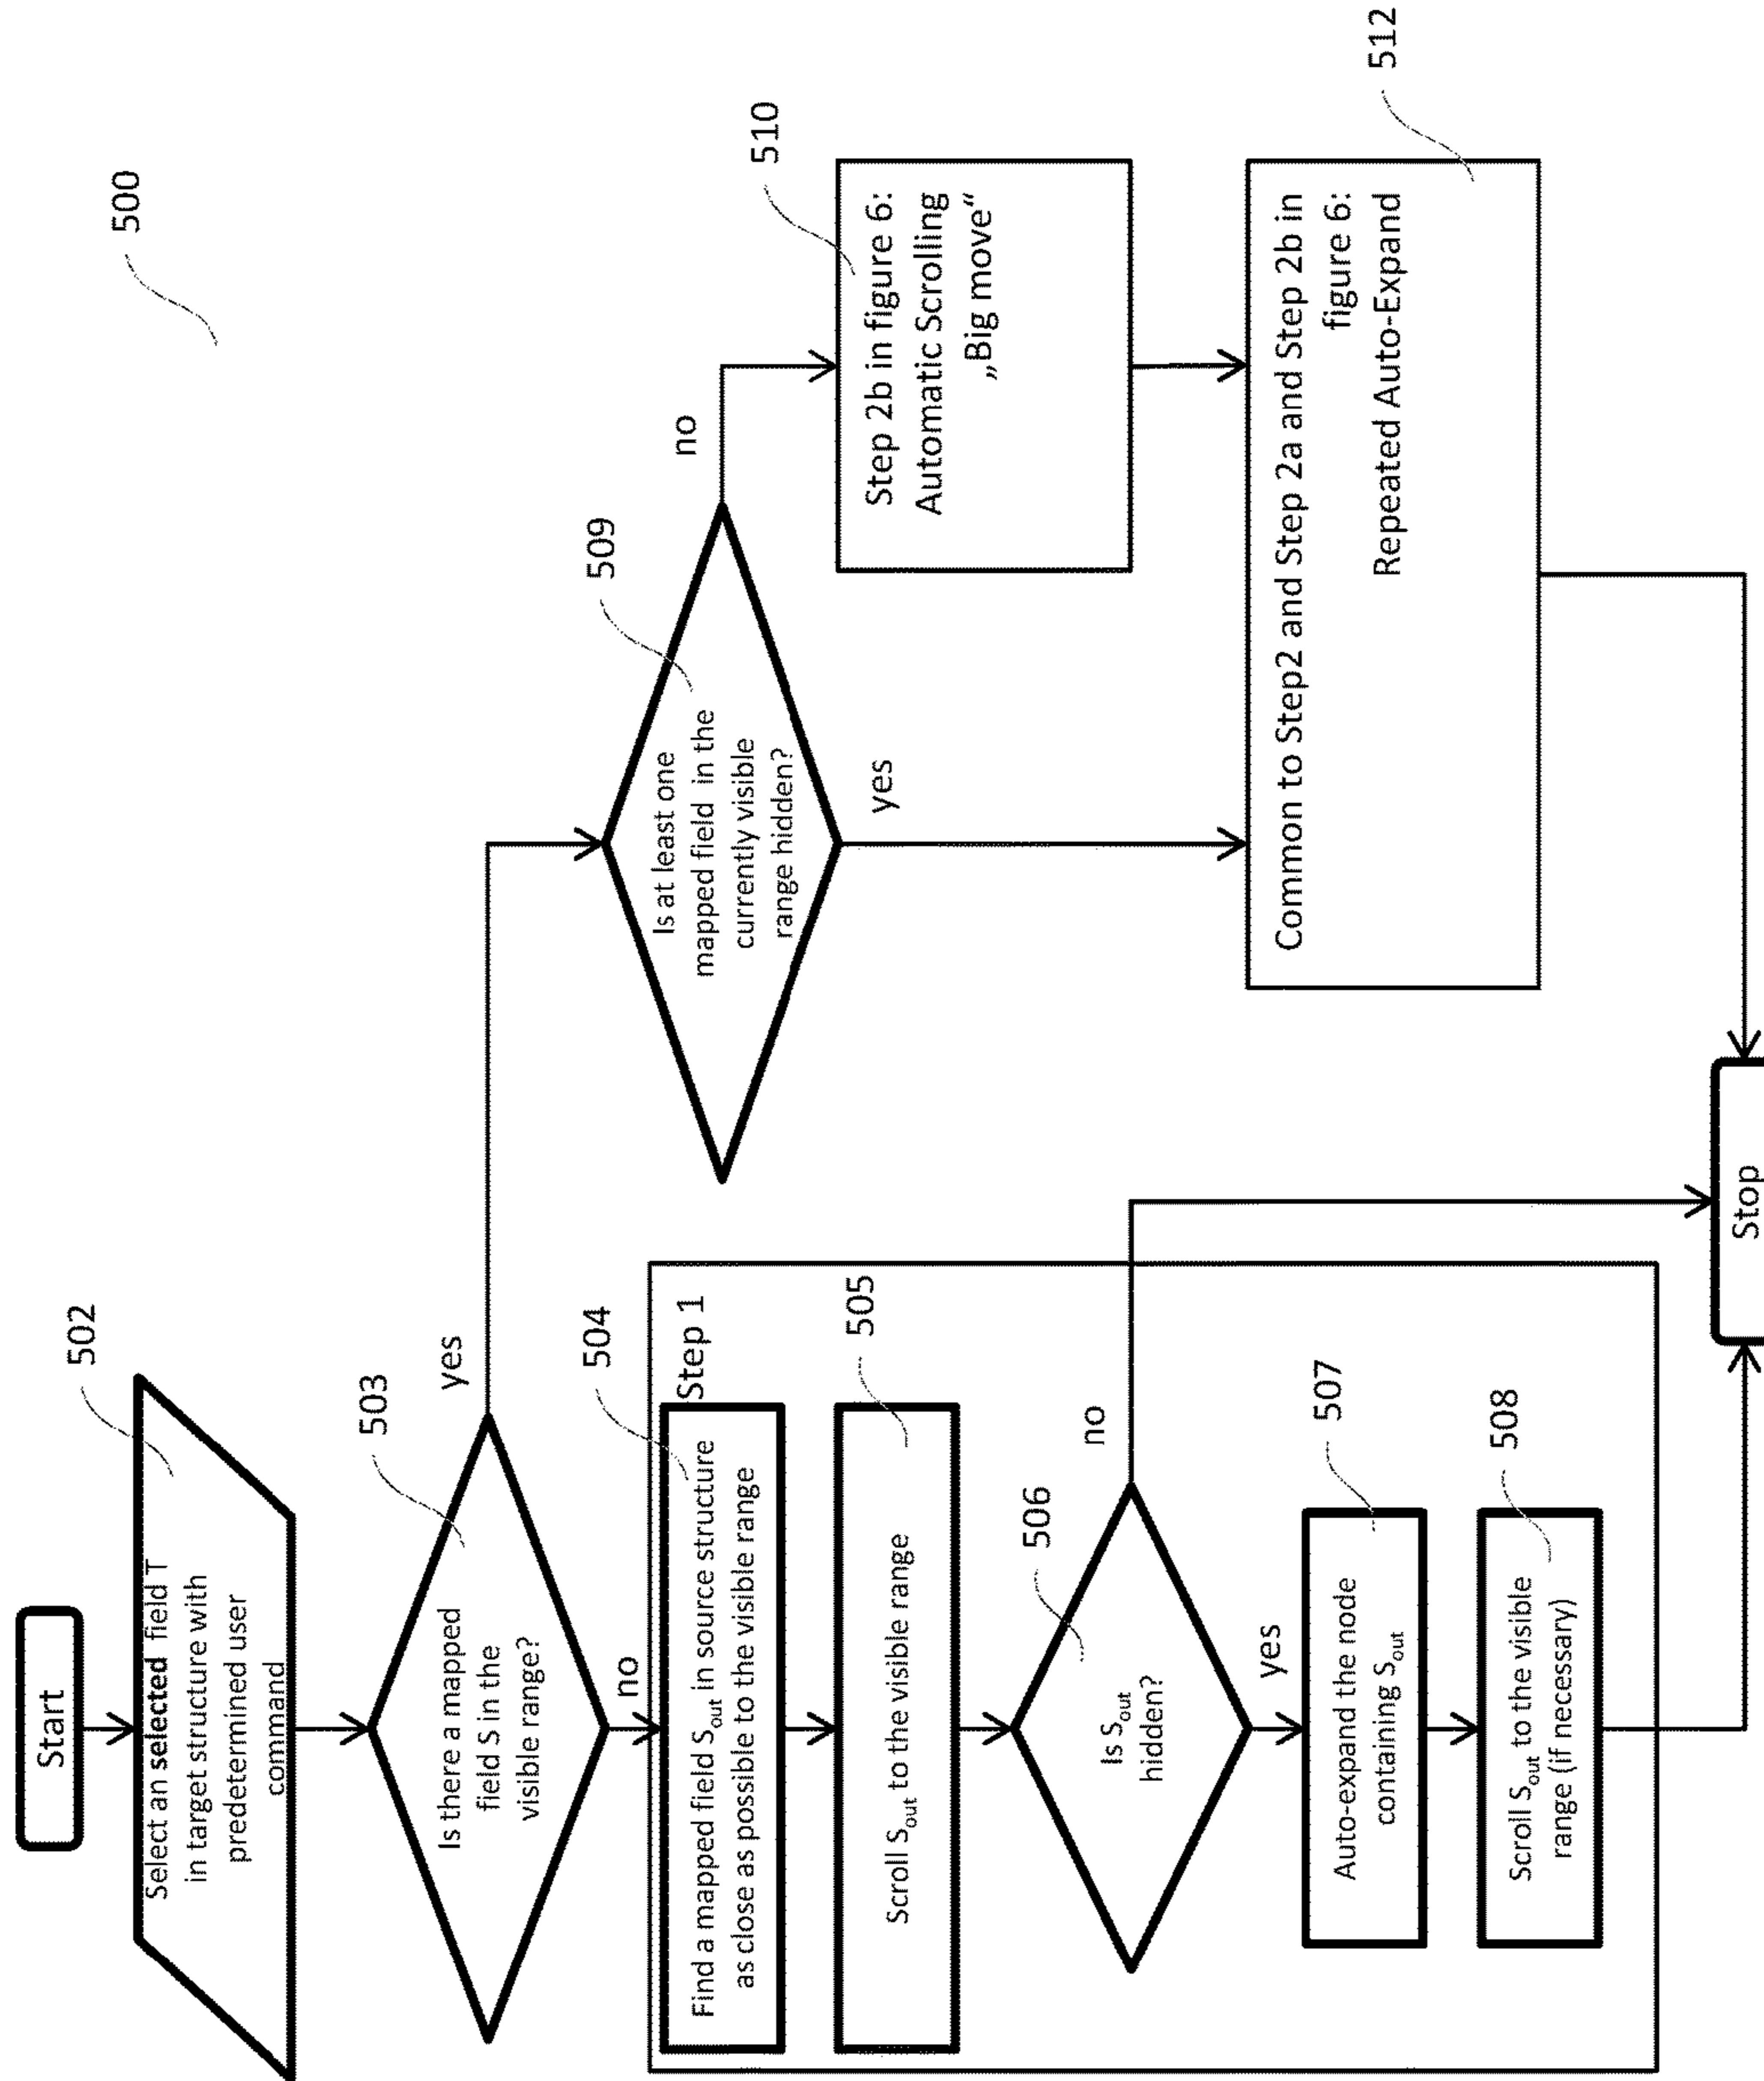 500
Start
502
Select an selected field T
in target structure with
predetermined user
command
503
Is there a mapped
field S in the
visible range?
yes
no
504
Step 1
Find a mapped field Sout in source structure
as close as possible to the visible range
505
Scroll Sout to the visible range
506
Is Sout
hidden?
no
yes
507
Auto-expand the node
containing Sout
508
Scroll Sout to the visible
range (if necessary)
509
Is at least one
mapped field in the
currently visible
range hidden?
no
yes
510
Step 2b in figure 6:
Automatic Scrolling
„Big move“
512
Common to Step2 and Step 2a and Step 2b in
figure 6:
Repeated Auto-Expand
Stop